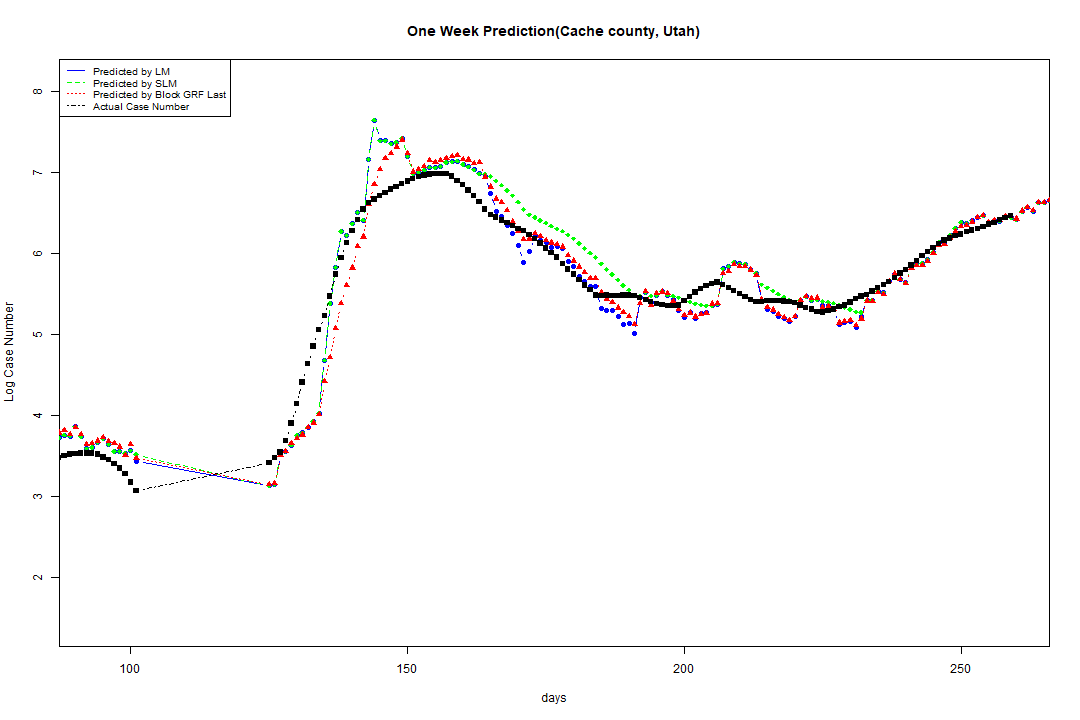 One Week Prediction(Cache county, Utah)
Predicted by LM
Predicted by SLM
Predicted by Block GRF Last
Actual Case Number
8
7
6
5
4
3
2
Log Case Number
100 150 200 250
days